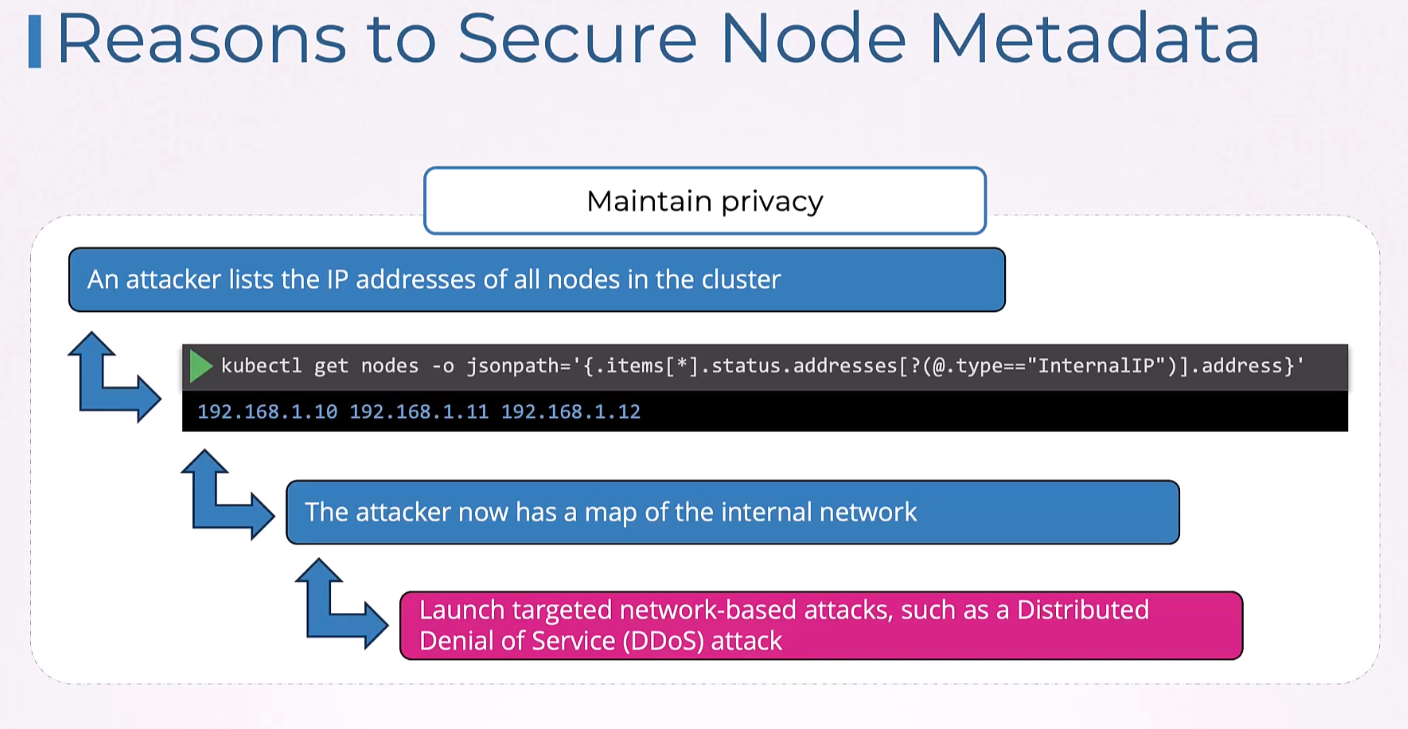 Reasons to Secure Node Metadata
Maintain privacy
An attacker lists the IP addresses of all nodes in the cluster
kubectl get nodes -o jsonpath='{.items[*].status.addresses[?(@.type=="InternalIP")].address}'
192.168.1.10 192.168.1.11 192.168.1.12
The attacker now has a map of the internal network
Launch targeted network-based attacks, such as a Distributed
Denial of Service (DDoS) attack